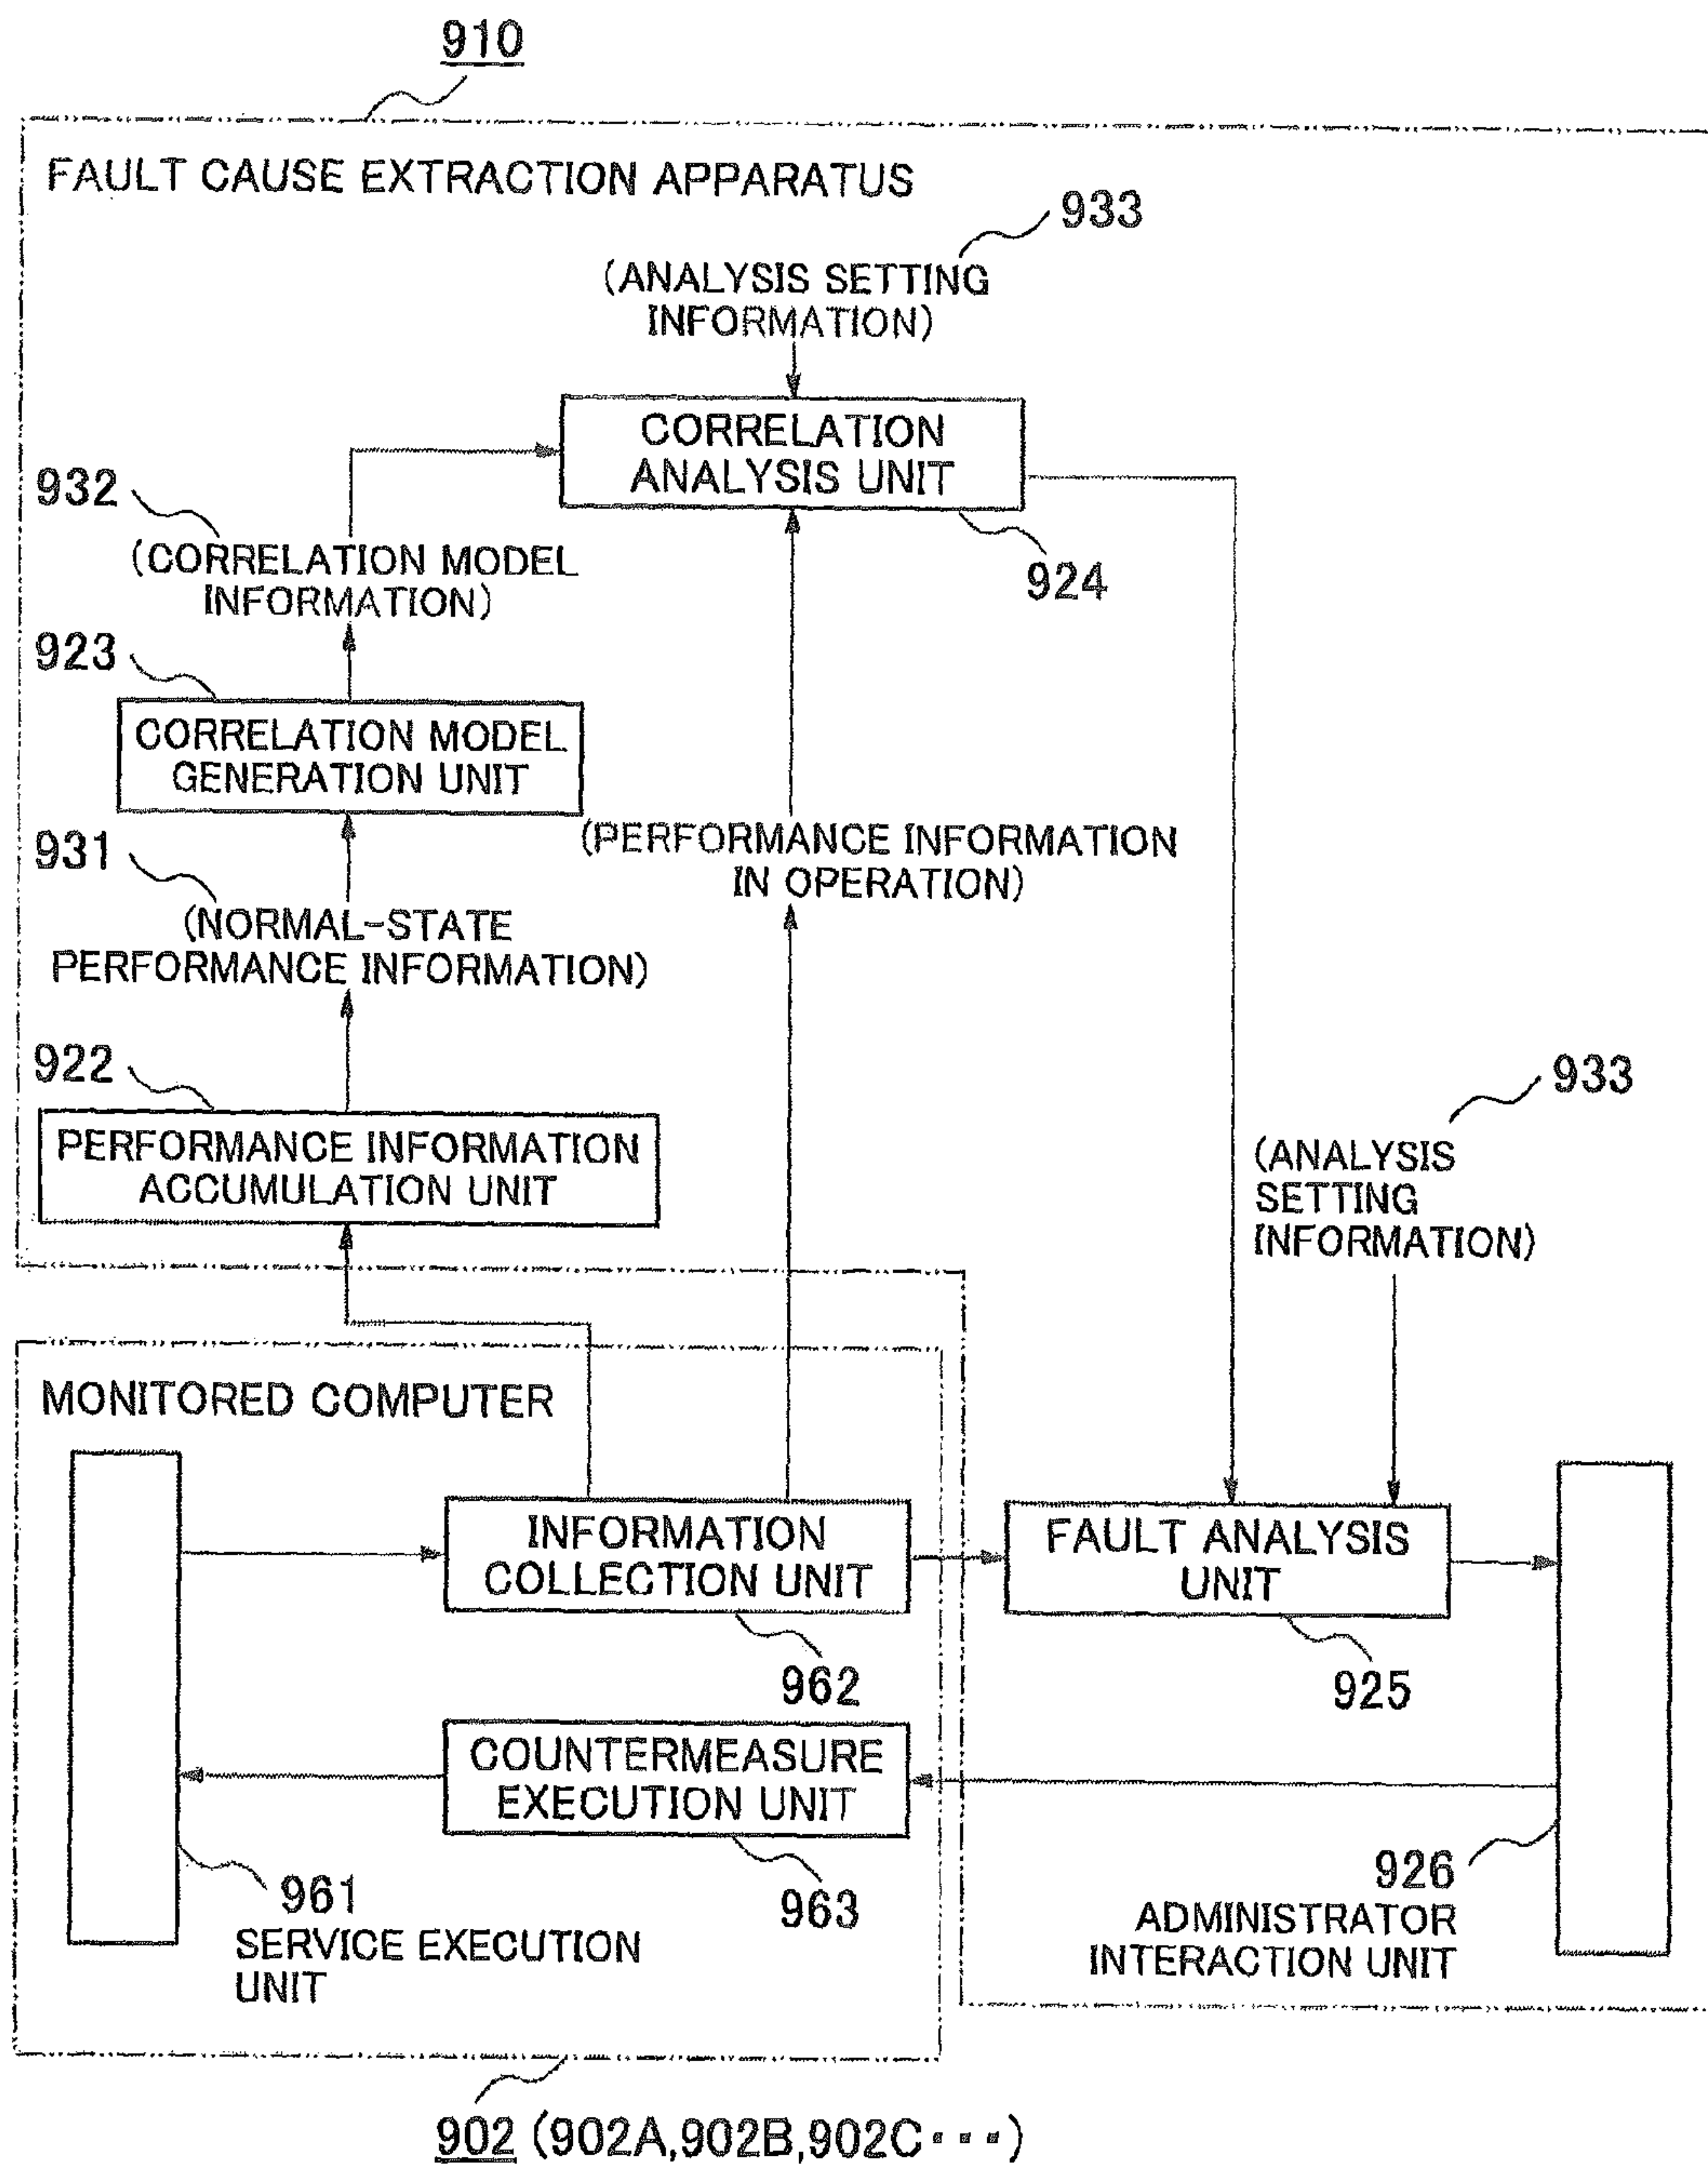 910
FAULT CAUSE EXTRACTION APPARATUS
933
(ANALYSIS SETTING
INFORMATION)
CORRELATION
ANALYSIS UNIT
932
(CORRELATION MODEL
INFORMATION)
924
923
CORRELATION MODEL
GENERATION UNIT
931
(PERFORMANCE INFORMATION
IN OPERATION)
(NORMAL-STATE
PERFORMANCE INFORMATION)
922
933
PERFORMANCE INFORMATION
ACCUMULATION UNIT
(ANALYSIS
SETTING
INFORMATION)
MONITORED COMPUTER
INFORMATION
COLLECTION UNIT
FAULT ANALYSIS
UNIT
962
925
COUNTERMEASURE
EXECUTION UNIT
963
961
SERVICE EXECUTION
UNIT
926
ADMINISTRATOR
INTERACTION UNIT
902 (902A,902B,902C···)